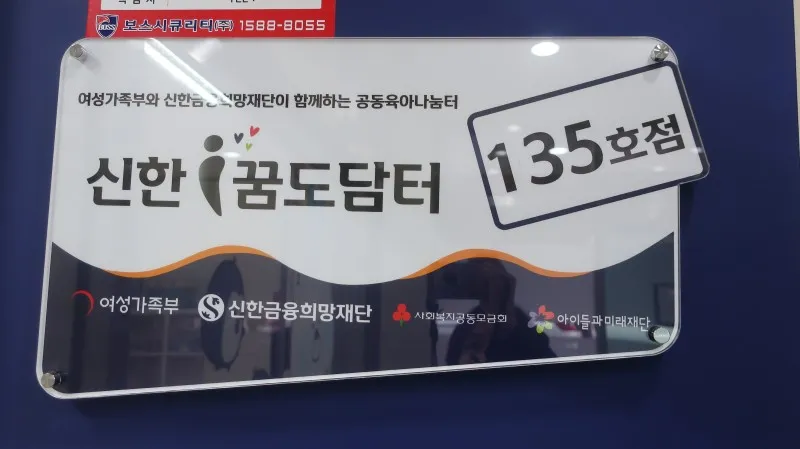 보스시큐리티(주) 1588-8055
여성가족부와 신한금융희망재단이 함께하는 공동육아나눔터
135호점
신한 i 꿈도담터
여성가족부
신한금융희망재단
사회복지공동모금회
아이들과미래재단